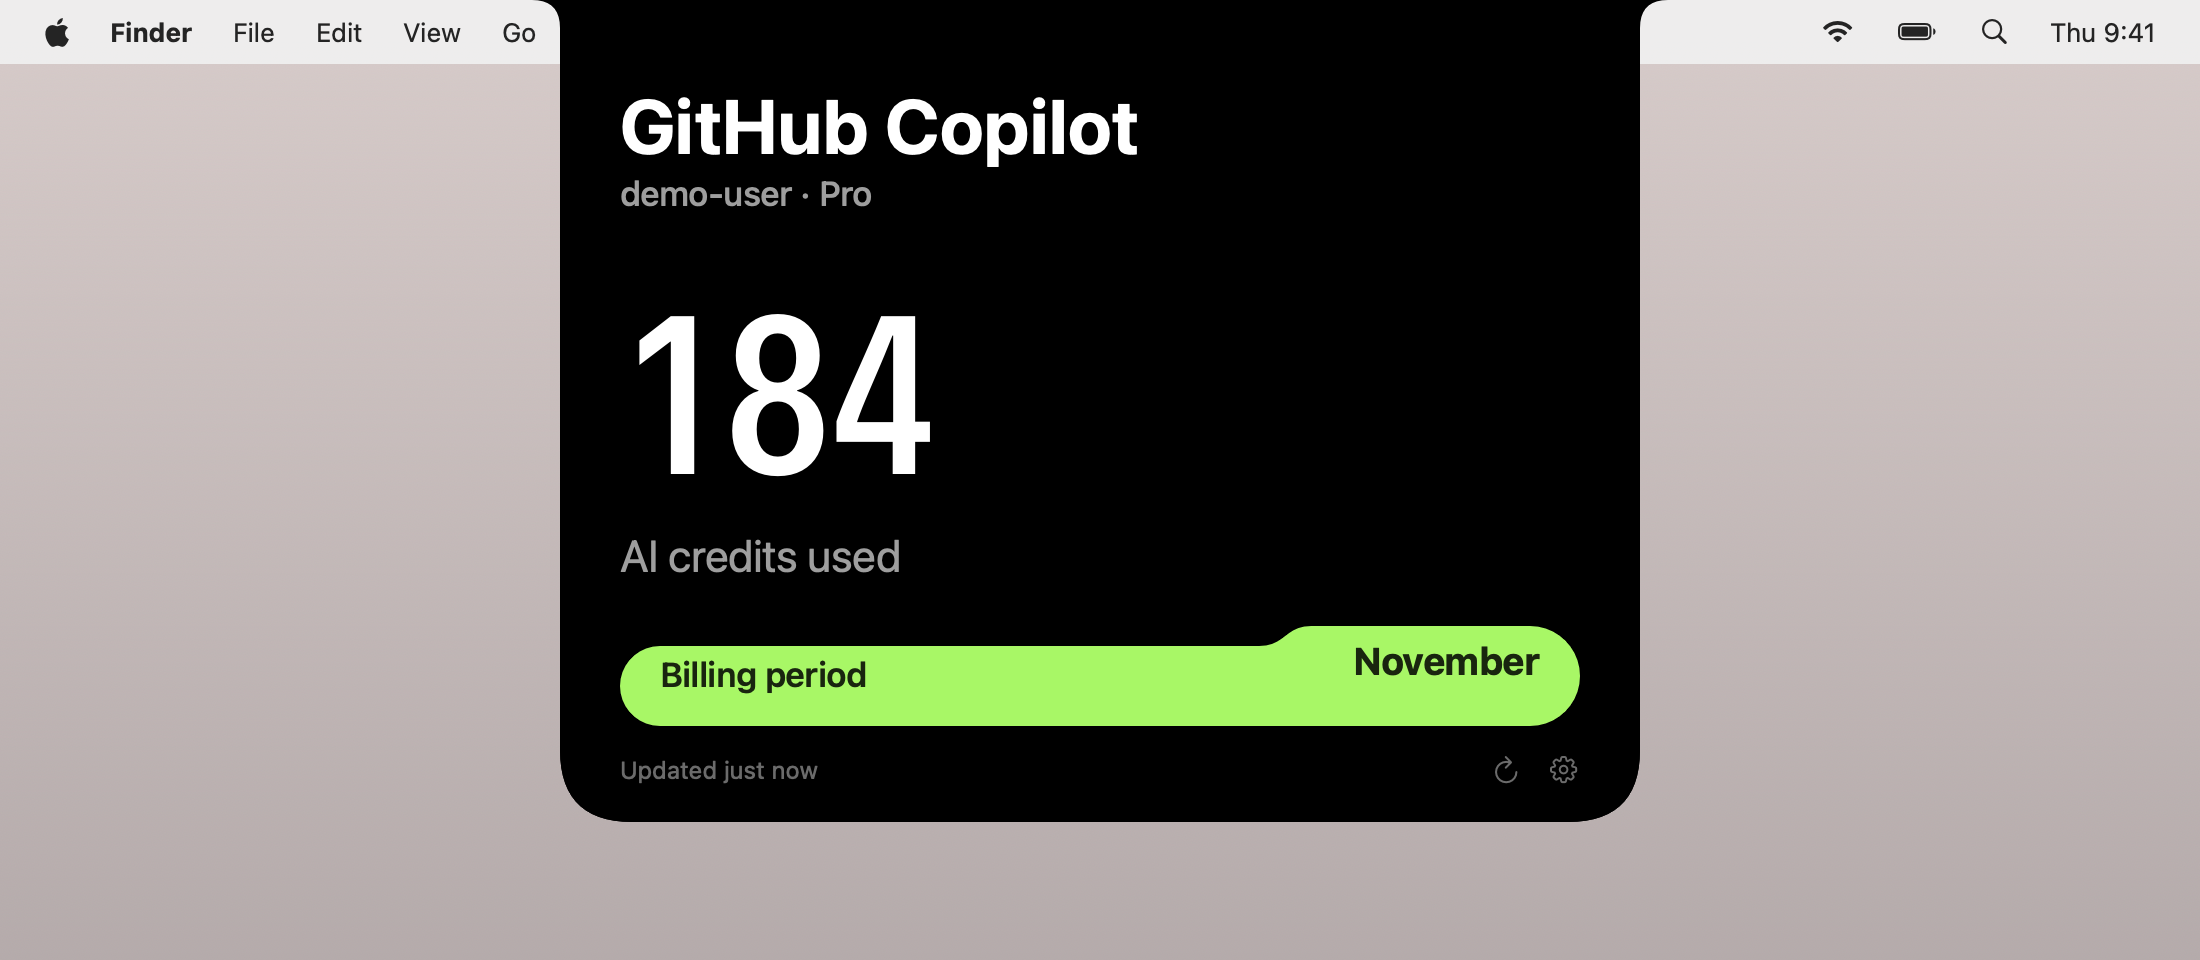 Finder File Edit View Go Thu 9:41
GitHub Copilot
demo-user · Pro
184
AI credits used
Billing period November
Updated just now